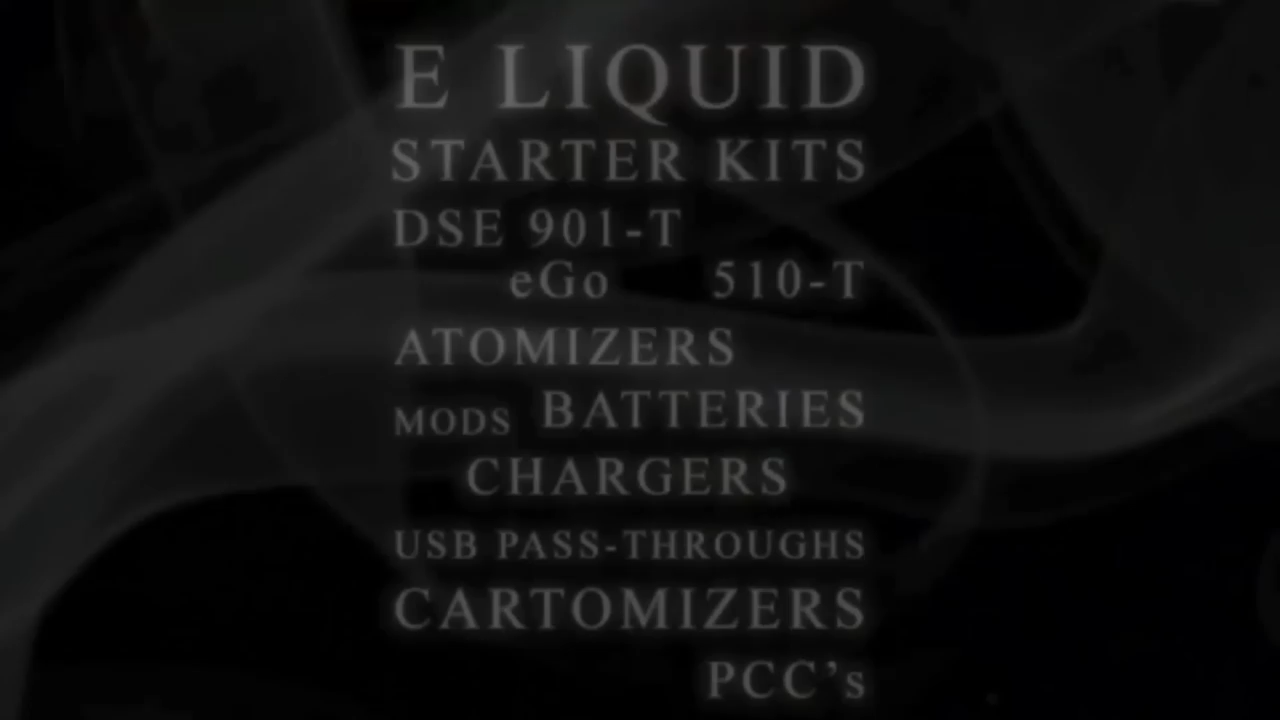 E LIQUID
STARTER KITS
DSE 901-T
eGo 510-T
ATOMIZERS
MODS BATTERIES
CHARGERS
USB PASS-THROUGHS
CARTOMIZERS
PCC's